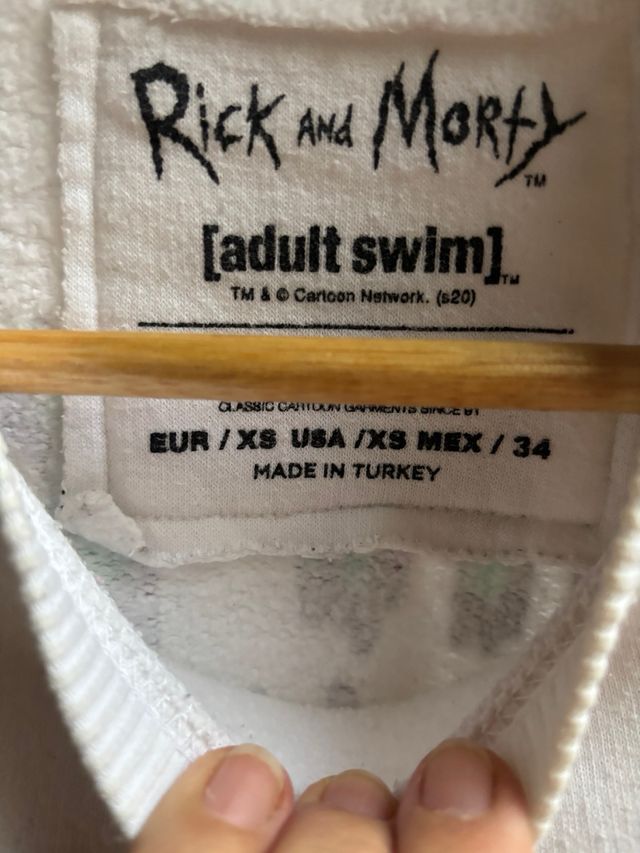 Rick And Morty TM
[adult swim] TM
TM & © Cartoon Network. (s20)
CLASSIC CARTOON GARMENTS SINCE 91
EUR / XS USA /XS MEX / 34
MADE IN TURKEY